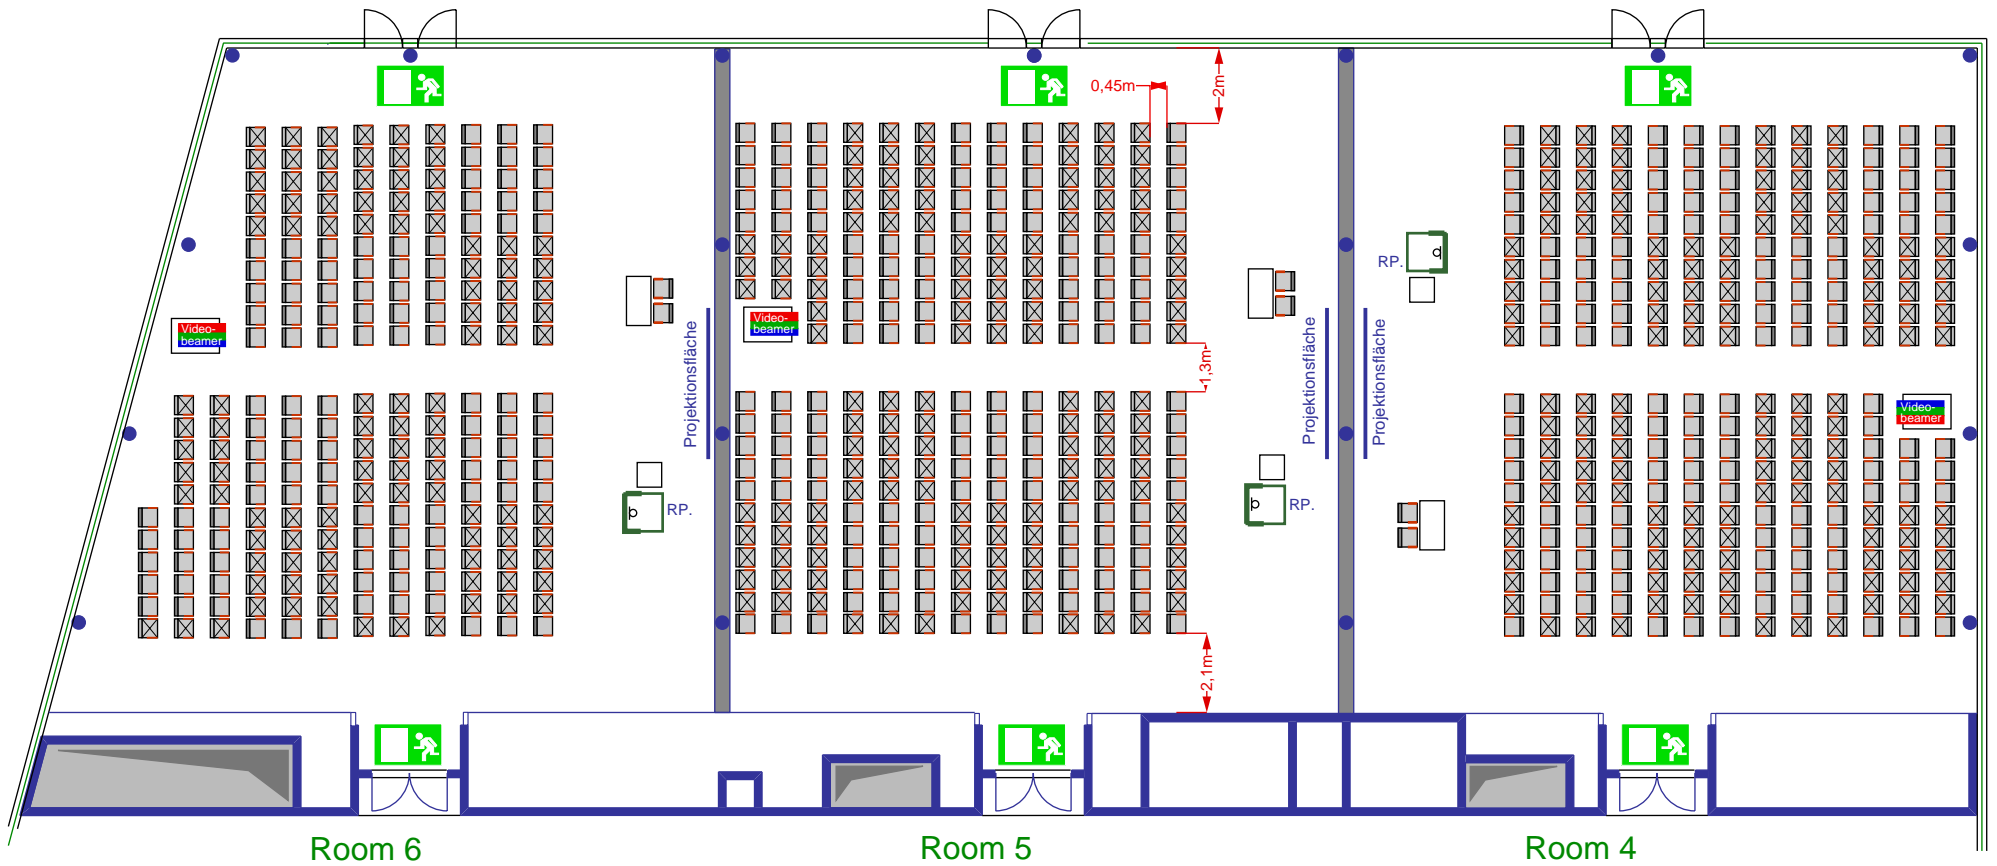 0,45m
2m
RP.
Video-
beamer
Projektionsfläche
Video-
beamer
1,3m
Projektionsfläche
Projektionsfläche
Video-
beamer
RP.
RP.
2,1m
Room 6
Room 5
Room 4